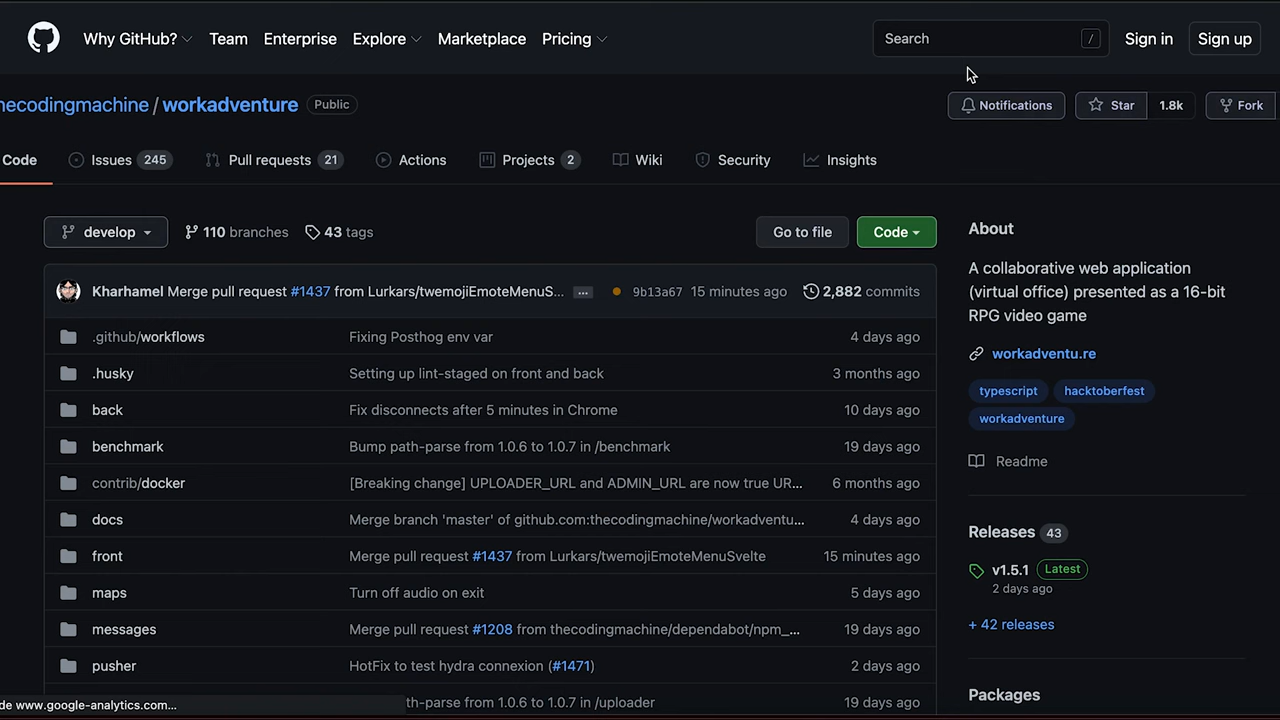 Why GitHub? Team Enterprise Explore Marketplace Pricing Search / Sign in Sign up
hecodingmachine / workadventure Public Notifications Star 1.8k Fork
Code Issues 245 Pull requests 21 Actions Projects 2 Wiki Security Insights
develop 110 branches 43 tags Go to file Code
Kharhamel Merge pull request #1437 from Lurkars/twemojiEmoteMenuS... ... 9b13a67 15 minutes ago 2,882 commits
.github/workflows Fixing Posthog env var 4 days ago
.husky Setting up lint-staged on front and back 3 months ago
back Fix disconnects after 5 minutes in Chrome 10 days ago
benchmark Bump path-parse from 1.0.6 to 1.0.7 in /benchmark 19 days ago
contrib/docker [Breaking change] UPLOADER_URL and ADMIN_URL are now true UR... 6 months ago
docs Merge branch 'master' of github.com:thecodingmachine/workadventu... 4 days ago
front Merge pull request #1437 from Lurkars/twemojiEmoteMenuSvelte 15 minutes ago
maps Turn off audio on exit 5 days ago
messages Merge pull request #1208 from thecodingmachine/dependabot/npm_... 19 days ago
pusher HotFix to test hydra connexion (#1471) 2 days ago
th-parse from 1.0.6 to 1.0.7 in /uploader 19 days ago
de www.google-analytics.com...
About
A collaborative web application
(virtual office) presented as a 16-bit
RPG video game
workadventu.re
typescript hacktoberfest
workadventure
Readme
Releases 43
v1.5.1 Latest
2 days ago
+ 42 releases
Packages